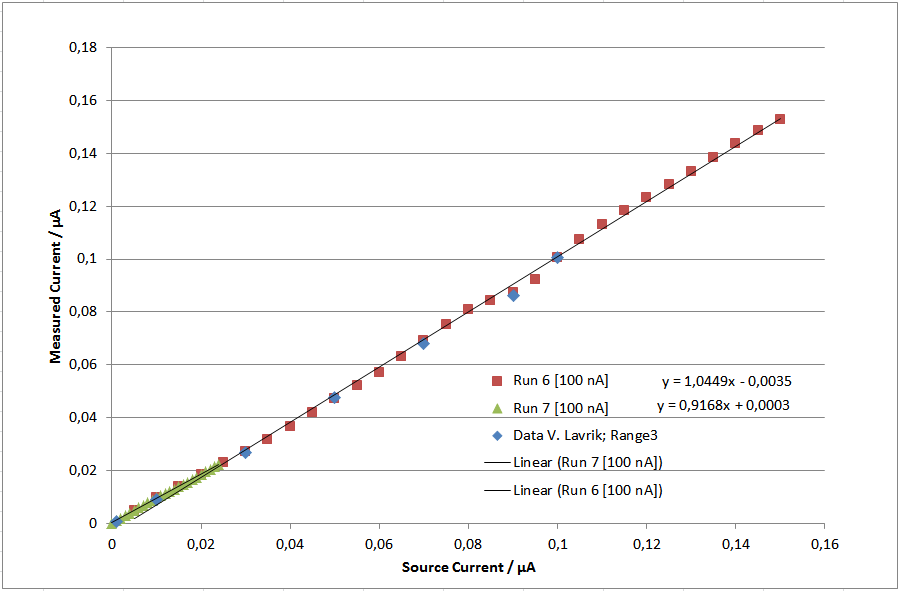 0,18
0,16
0,14
0,12
0,1
0,08
0,06
0,04
0,02
0
Measured Current / µA
Run 6 [100 nA] y = 1,0449x - 0,0035
Run 7 [100 nA] y = 0,9168x + 0,0003
Data V. Lavrik; Range3
Linear (Run 7 [100 nA])
Linear (Run 6 [100 nA])
0 0,02 0,04 0,06 0,08 0,1 0,12 0,14 0,16
Source Current / µA